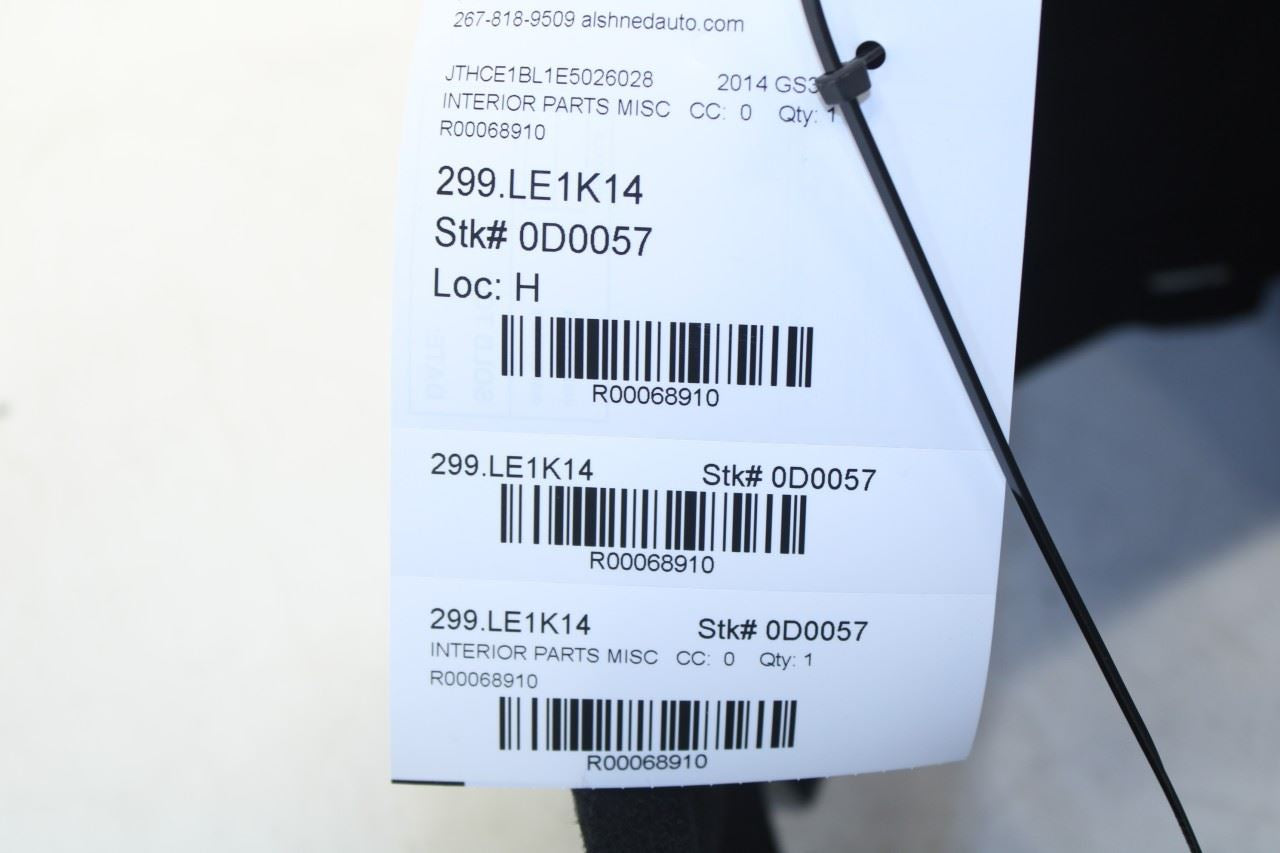 267-818-9509 alshnedauto.com
JTHCE1BL1E5026028 2014 GS3
INTERIOR PARTS MISC CC: 0 Qty: 1
R00068910
299.LE1K14
Stk# 0D0057
Loc: H
R00068910
299.LE1K14 Stk# 0D0057
R00068910
299.LE1K14 Stk# 0D0057
INTERIOR PARTS MISC CC: 0 Qty: 1
R00068910
R00068910